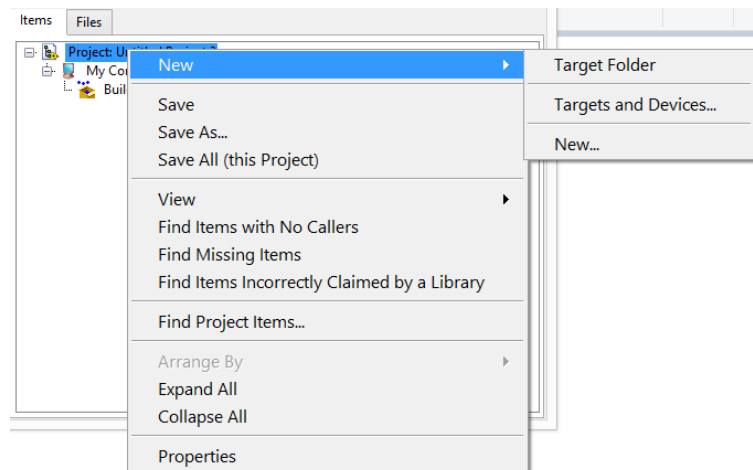 Items Files
Project: Un
My Co
Buil
New
Target Folder
Save
Targets and Devices...
Save As...
New...
Save All (this Project)
View
Find Items with No Callers
Find Missing Items
Find Items Incorrectly Claimed by a Library
Find Project Items...
Arrange By
Expand All
Collapse All
Properties